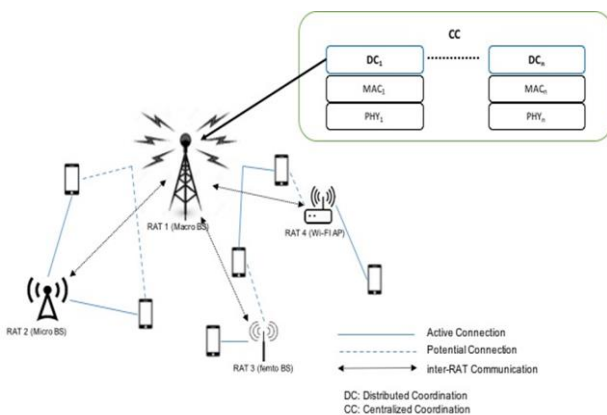 CC
DC₁ DCₙ
MAC₁ MACₙ
PHY₁ PHYₙ
RAT 1 (Macro BS)
RAT 4 (Wi-Fi AP)
RAT 2 (Micro BS)
RAT 3 (femto BS)
Active Connection
Potential Connection
inter-RAT Communication
DC: Distributed Coordination
CC: Centralized Coordination